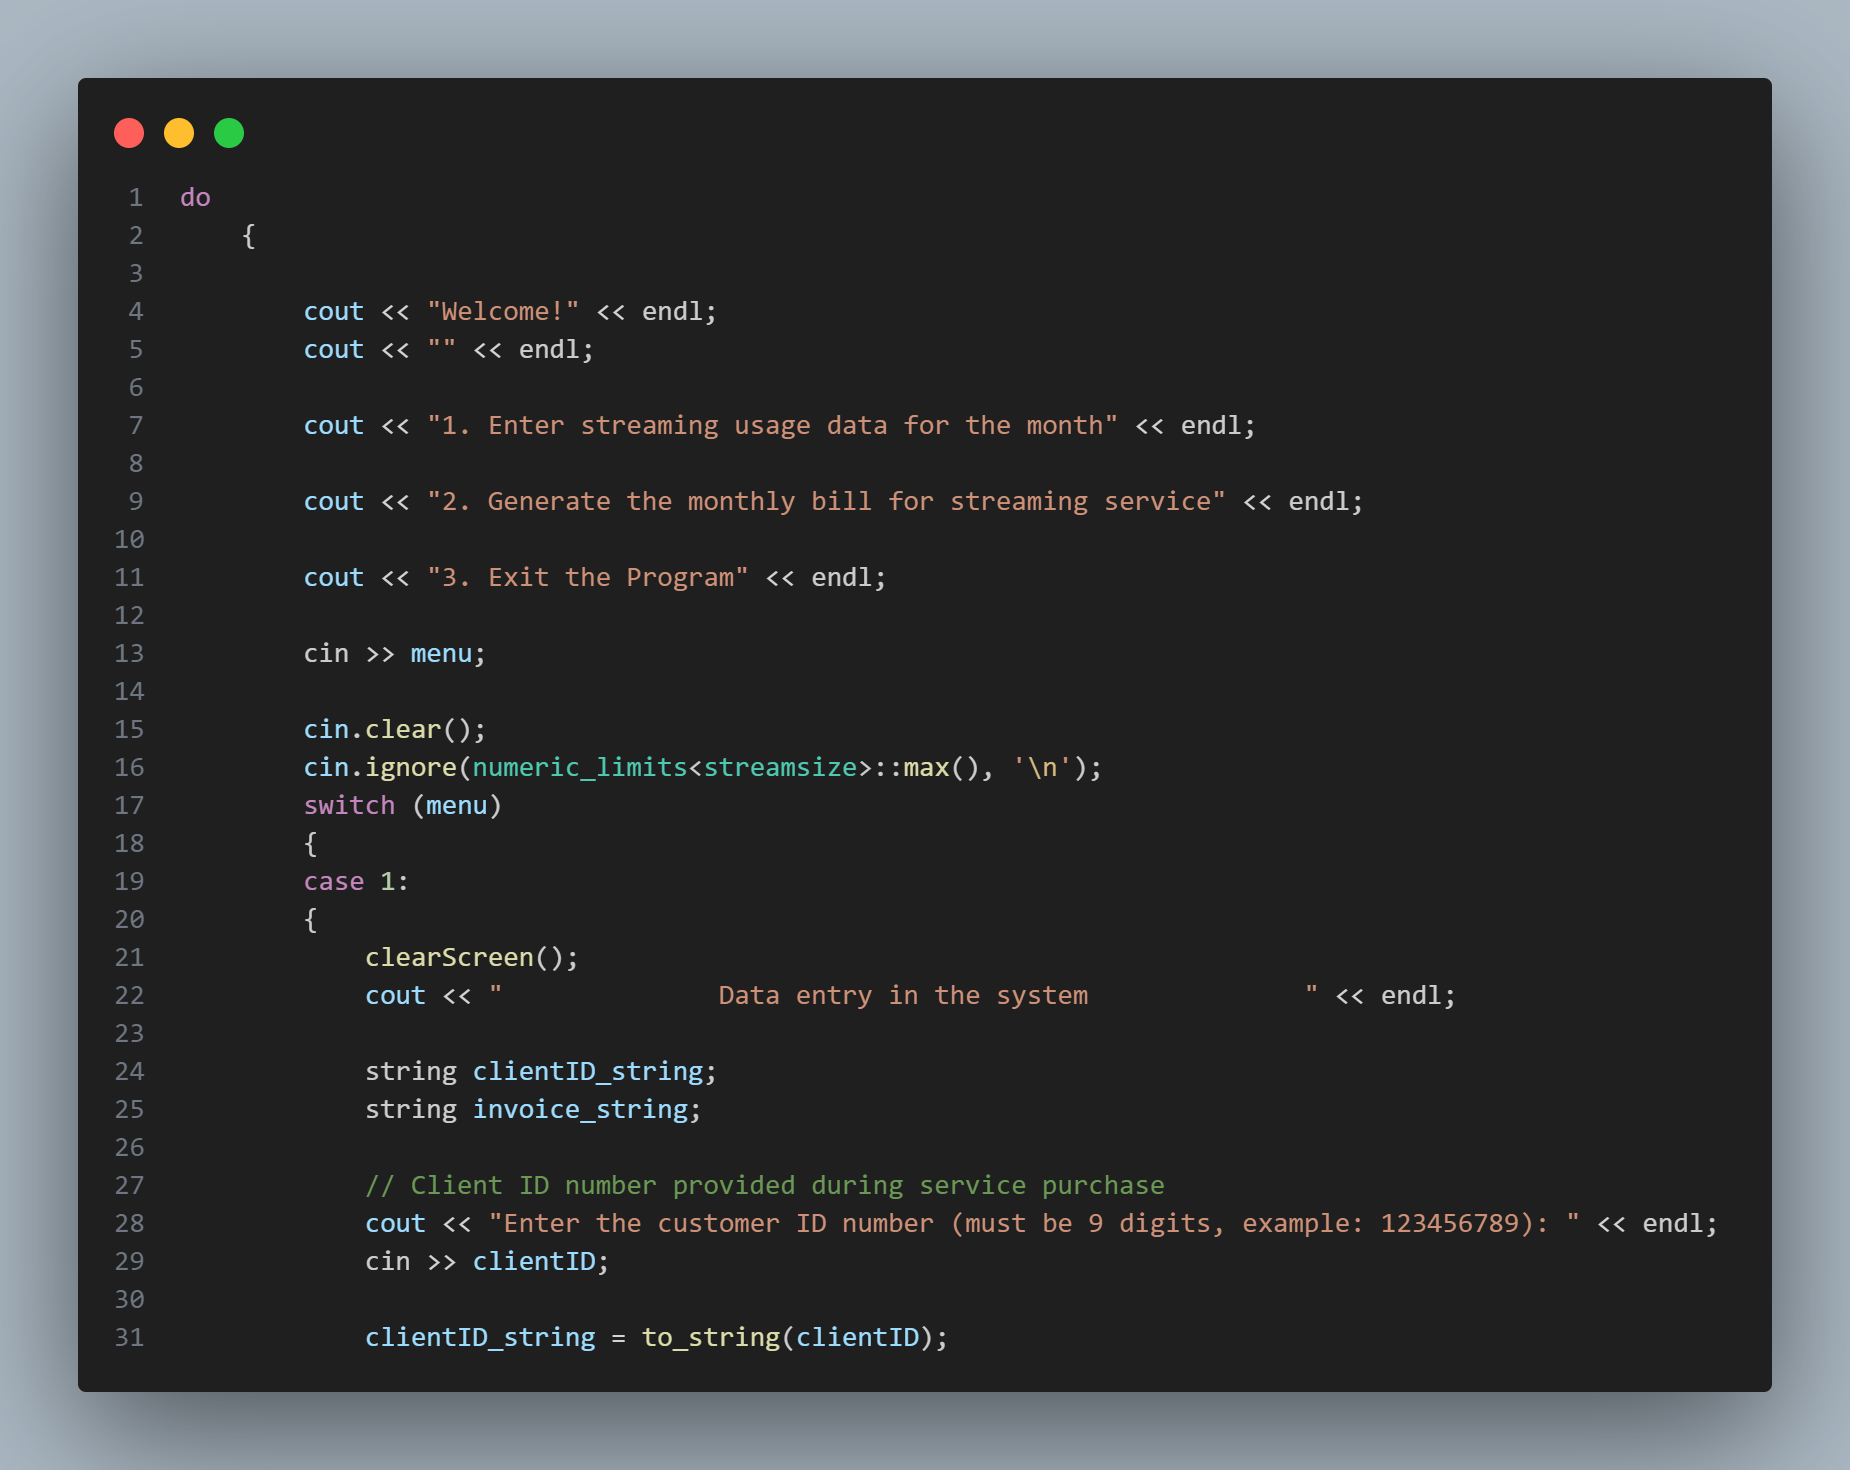 1 do
2     {
3
4         cout << "Welcome!" << endl;
5         cout << "" << endl;
6
7         cout << "1. Enter streaming usage data for the month" << endl;
8
9         cout << "2. Generate the monthly bill for streaming service" << endl;
10
11         cout << "3. Exit the Program" << endl;
12
13         cin >> menu;
14
15         cin.clear();
16         cin.ignore(numeric_limits<streamsize>::max(), '\n');
17         switch (menu)
18         {
19         case 1:
20         {
21             clearScreen();
22             cout << "              Data entry in the system              " << endl;
23
24             string clientID_string;
25             string invoice_string;
26
27             // Client ID number provided during service purchase
28             cout << "Enter the customer ID number (must be 9 digits, example: 123456789): " << endl;
29             cin >> clientID;
30
31             clientID_string = to_string(clientID);